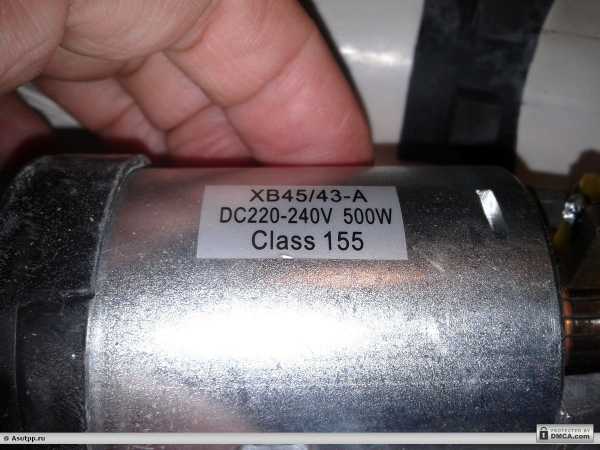 XB45/43-A
DC220-240V 500W
Class 155
© Asutpp.ru
PROTECTED BY
DMCA.com